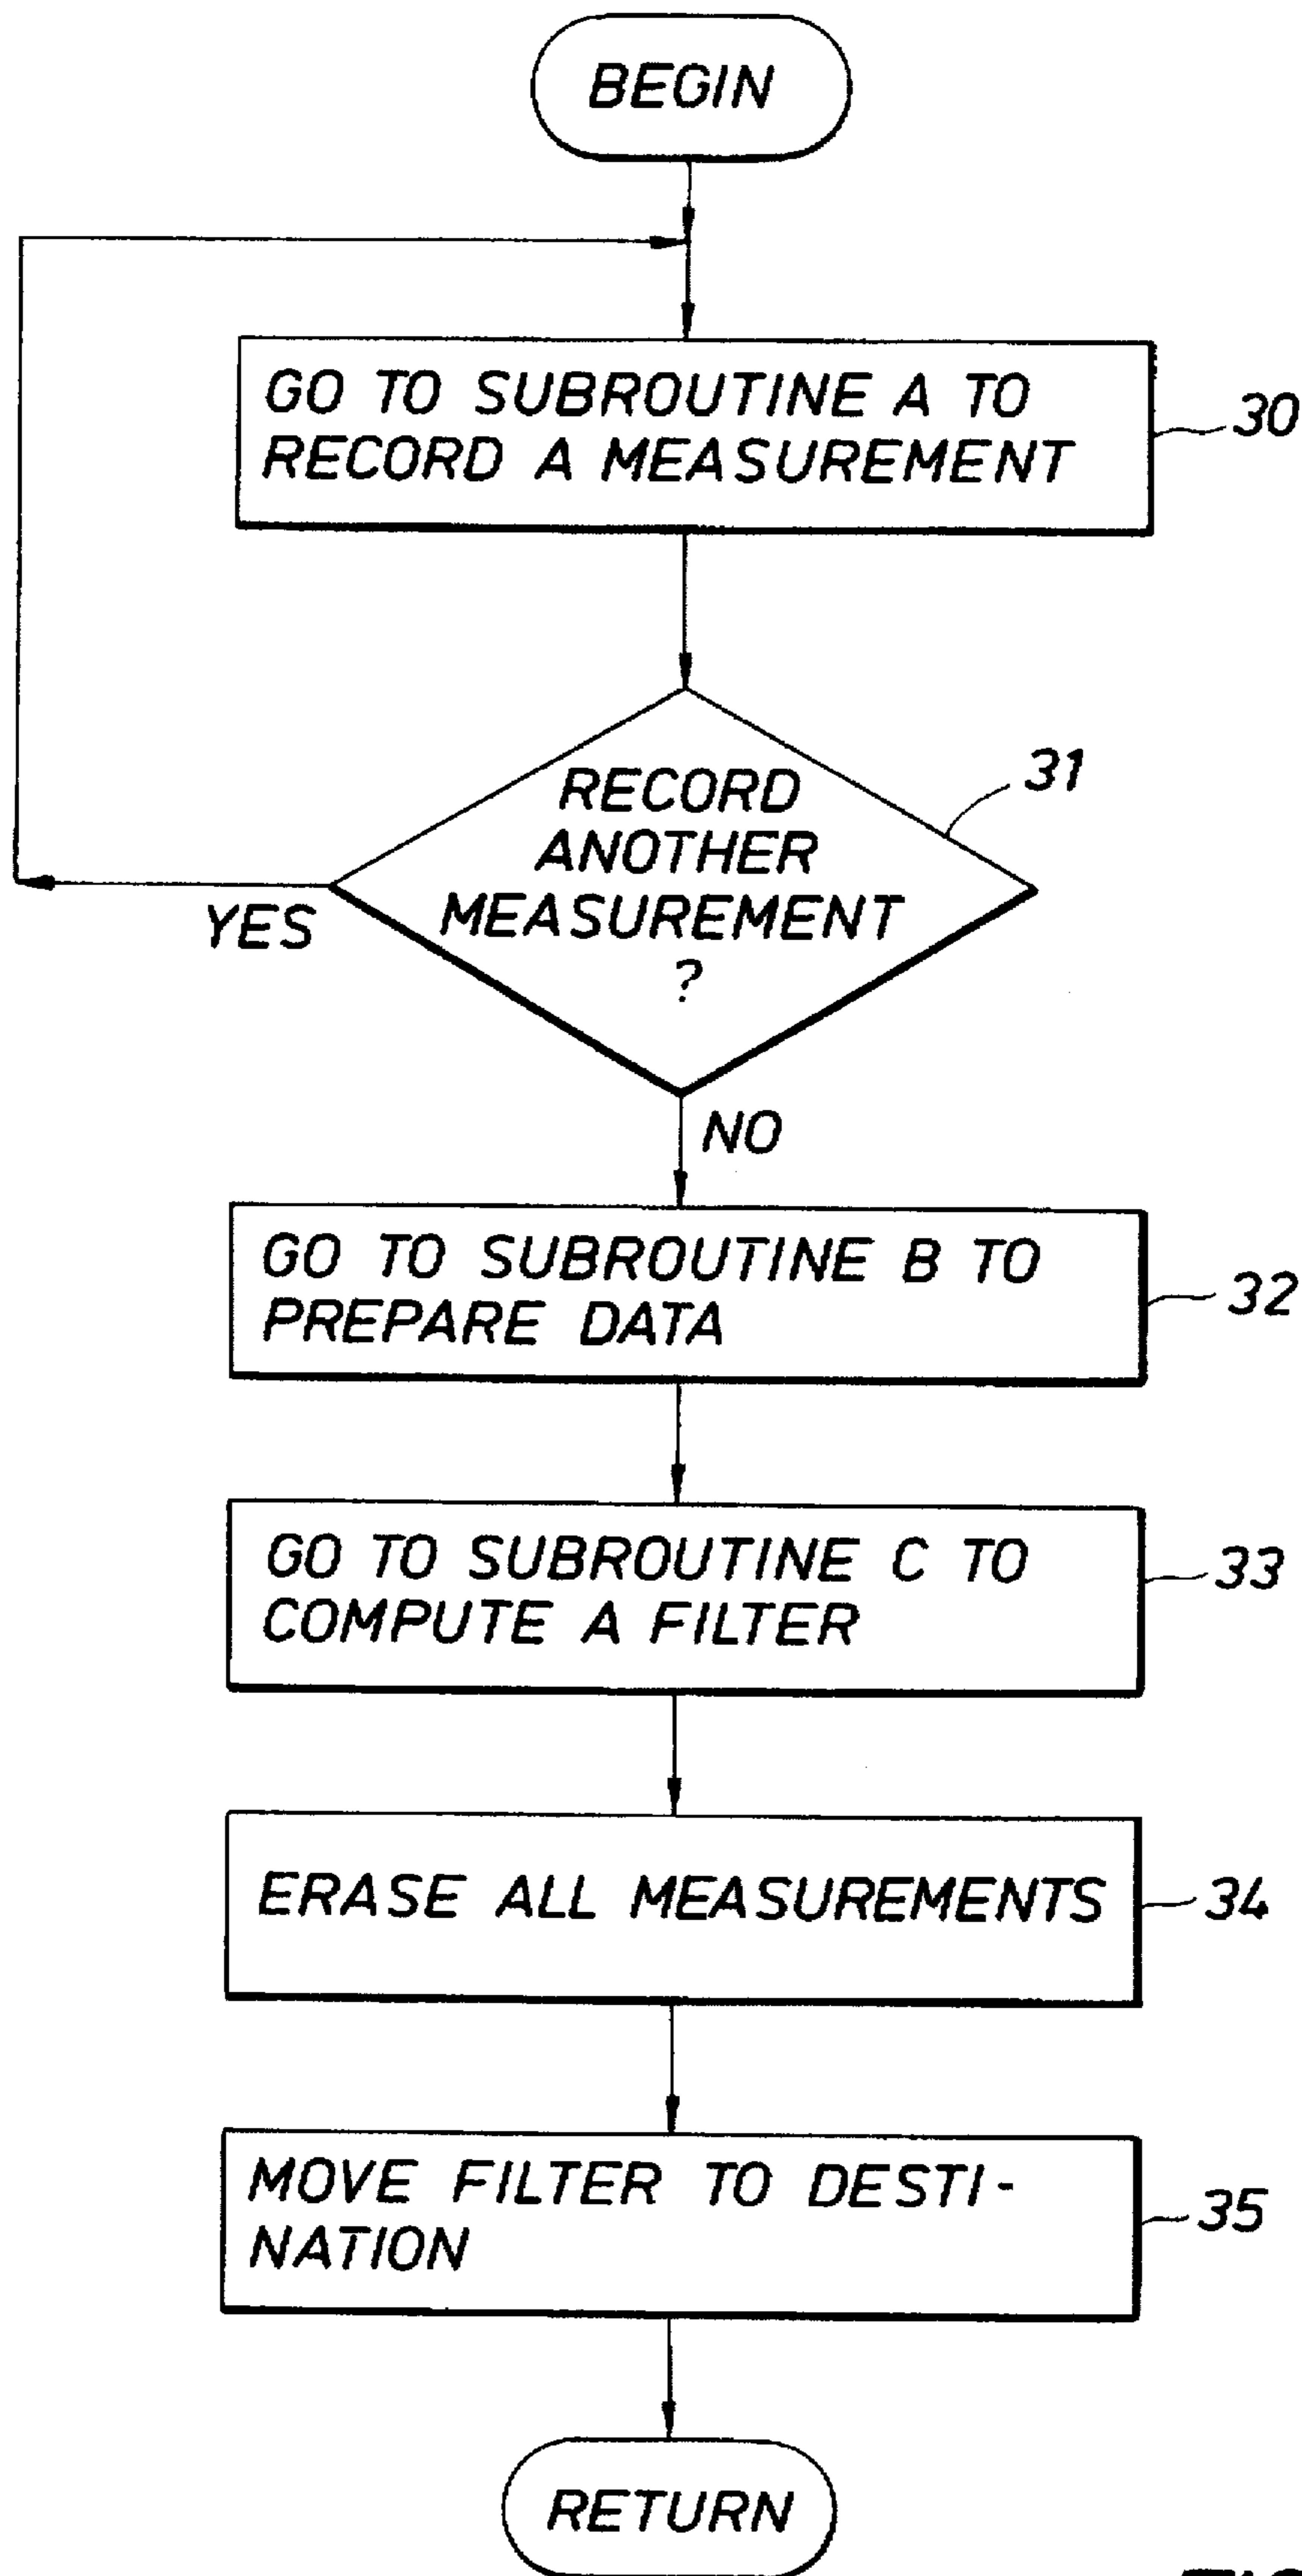 BEGIN
GO TO SUBROUTINE A TO
RECORD A MEASUREMENT
30
RECORD
ANOTHER
MEASUREMENT
?
31
YES
NO
GO TO SUBROUTINE B TO
PREPARE DATA
32
GO TO SUBROUTINE C TO
COMPUTE A FILTER
33
ERASE ALL MEASUREMENTS
34
MOVE FILTER TO DESTI-
NATION
35
RETURN